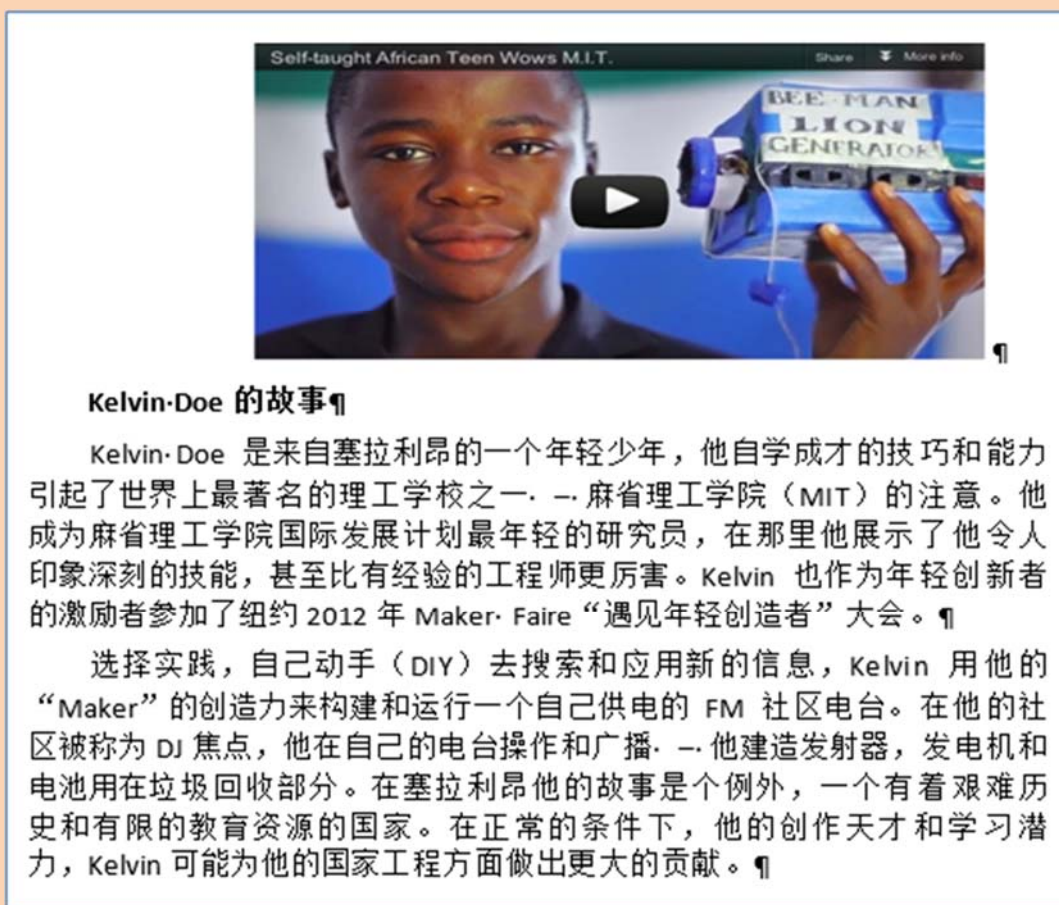 Self-taught African Teen Wows M.I.T.
Share More info
BEE-MAN
LION
GENERATOR
Kelvin·Doe 的故事¶
Kelvin·Doe 是来自塞拉利昂的一个年轻少年，他自学成才的技巧和能力
引起了世界上最著名的理工学校之一· –·麻省理工学院（MIT）的注意。他
成为麻省理工学院国际发展计划最年轻的研究员，在那里他展示了他令人
印象深刻的技能，甚至比有经验的工程师更厉害。Kelvin 也作为年轻创新者
的激励者参加了纽约 2012 年 Maker· Faire“遇见年轻创造者”大会。¶
选择实践，自己动手（DIY）去搜索和应用新的信息，Kelvin 用他的
“Maker”的创造力来构建和运行一个自己供电的 FM 社区电台。在他的社
区被称为 DJ 焦点，他在自己的电台操作和广播· –·他建造发射器，发电机和
电池用在垃圾回收部分。在塞拉利昂他的故事是个例外，一个有着艰难历
史和有限的教育资源的国家。在正常的条件下，他的创作天才和学习潜
力，Kelvin 可能为他的国家工程方面做出更大的贡献。¶